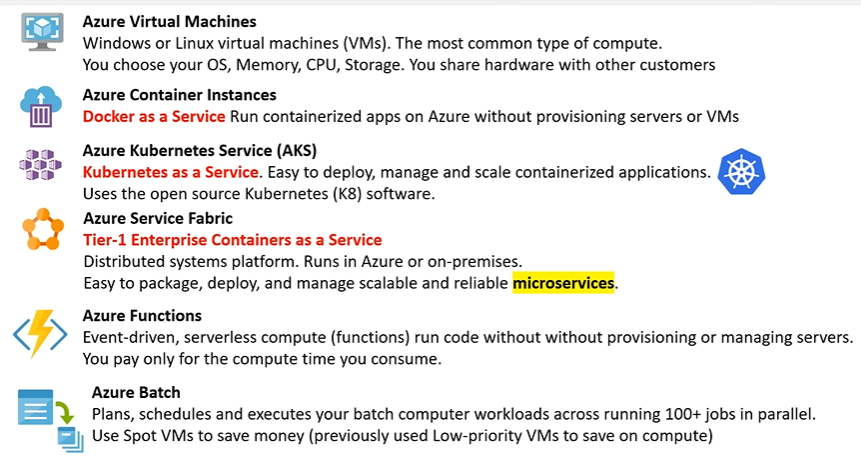 Azure Virtual Machines
Windows or Linux virtual machines (VMs). The most common type of compute.
You choose your OS, Memory, CPU, Storage. You share hardware with other customers
Azure Container Instances
Docker as a Service Run containerized apps on Azure without provisioning servers or VMs
Azure Kubernetes Service (AKS)
Kubernetes as a Service. Easy to deploy, manage and scale containerized applications.
Uses the open source Kubernetes (K8) software.
Azure Service Fabric
Tier-1 Enterprise Containers as a Service
Distributed systems platform. Runs in Azure or on-premises.
Easy to package, deploy, and manage scalable and reliable microservices.
Azure Functions
Event-driven, serverless compute (functions) run code without without provisioning or managing servers.
You pay only for the compute time you consume.
Azure Batch
Plans, schedules and executes your batch computer workloads across running 100+ jobs in parallel.
Use Spot VMs to save money (previously used Low-priority VMs to save on compute)